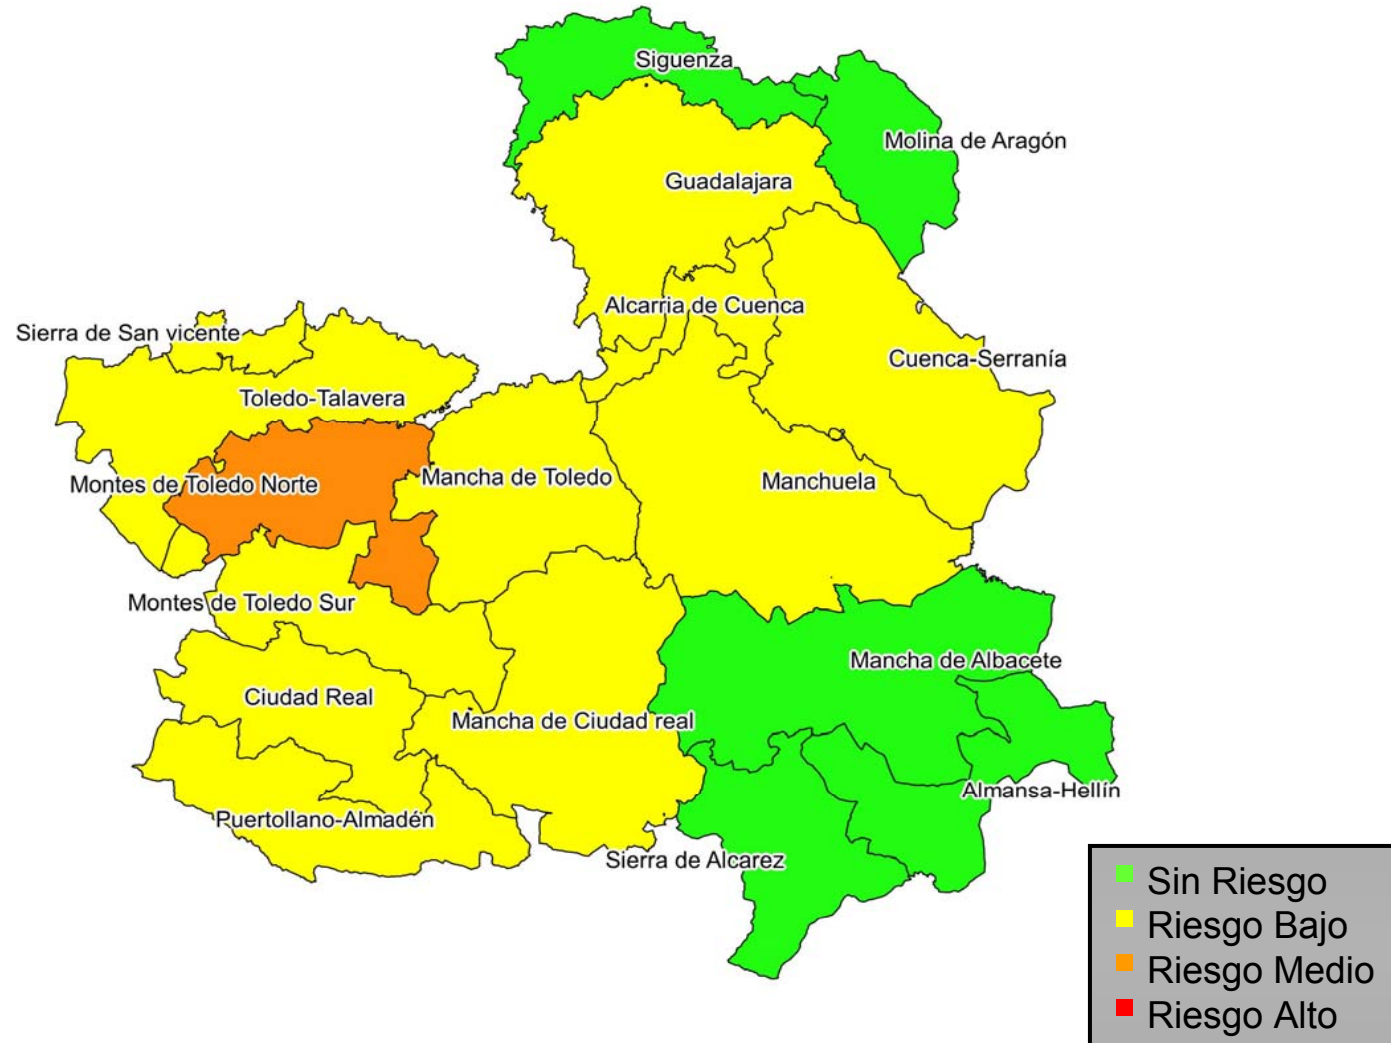 Siguenza
Molina de Aragón
Guadalajara
Alcarria de Cuenca
Sierra de San vicente
Cuenca-Serranía
Toledo-Talavera
Mancha de Toledo
Manchuela
Montes de Toledo Norte
Montes de Toledo Sur
Mancha de Albacete
Ciudad Real
Mancha de Ciudad real
Almansa-Hellín
Puertollano-Almadén
Sierra de Alcarez
Sin Riesgo
Riesgo Bajo
Riesgo Medio
Riesgo Alto